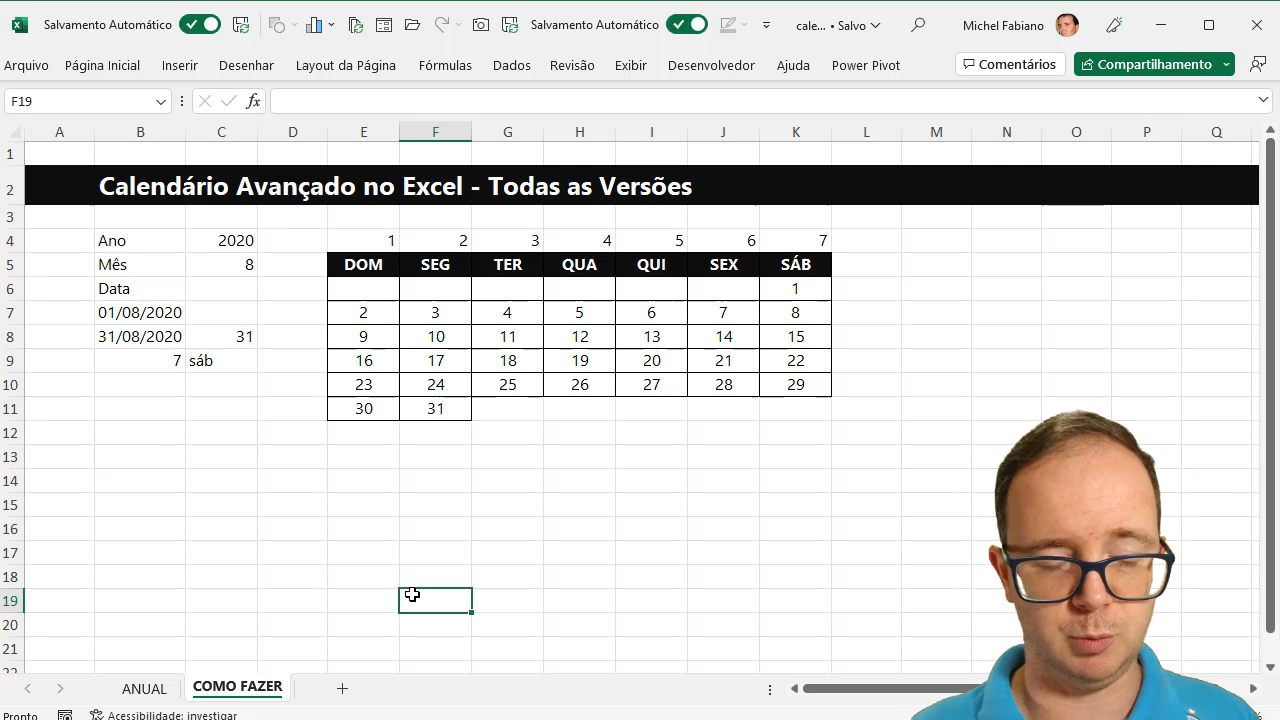 Salvamento Automático Salvamento Automático cale... • Salvo Michel Fabiano
Arquivo Página Inicial Inserir Desenhar Layout da Página Fórmulas Dados Revisão Exibir Desenvolvedor Ajuda Power Pivot Comentários Compartilhamento
F19 fx
A B C D E F G H I J K L M N O P Q
1
2 Calendário Avançado no Excel - Todas as Versões
3
4 Ano 2020 1 2 3 4 5 6 7
5 Mês 8 DOM SEG TER QUA QUI SEX SÁB
6 Data 1
7 01/08/2020 2 3 4 5 6 7 8
8 31/08/2020 31 9 10 11 12 13 14 15
9 7 sáb 16 17 18 19 20 21 22
10 23 24 25 26 27 28 29
11 30 31
12
13
14
15
16
17
18
19
20
21
22
ANUAL COMO FAZER
Pronto Acessibilidade: investigar